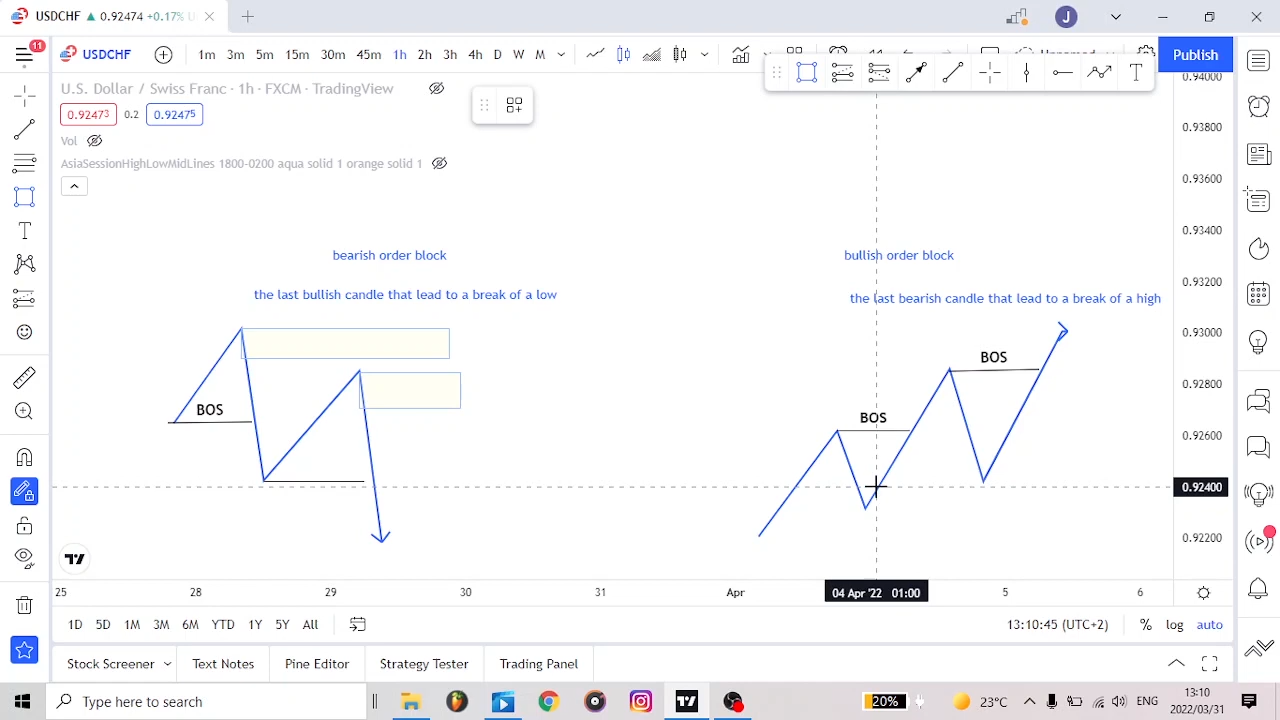 USDCHF ▲ 0.92474 +0.17% U
J
11
USDCHF
1m 3m 5m 15m 30m 45m 1h 2h 3h 4h D W M
Publish
U.S. Dollar / Swiss Franc · 1h · FXCM · TradingView
0.92473 0.2 0.92475
Vol
AsiaSessionHighLowMidLines 1800-0200 aqua solid 1 orange solid 1
T
T
0.94000
0.93800
0.93600
0.93400
0.93200
0.93000
0.92800
0.92600
0.92400
0.92200
bearish order block
the last bullish candle that lead to a break of a low
BOS
bullish order block
the last bearish candle that lead to a break of a high
BOS
BOS
25 28 29 30 31 Apr 04 Apr '22 01:00 5 6
1D 5D 1M 3M 6M YTD 1Y 5Y All
13:10:45 (UTC+2) % log auto
Stock Screener Text Notes Pine Editor Strategy Tester Trading Panel
Type here to search
20%
23°C
ENG
13:10
2022/03/31